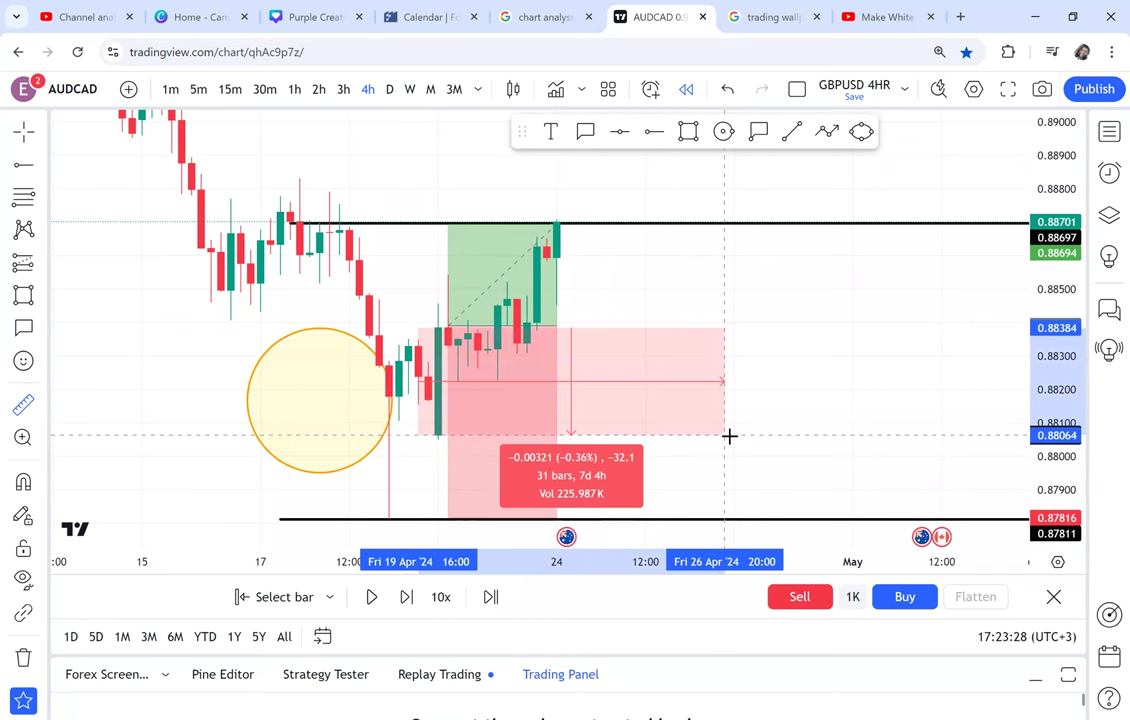 Channel anal
Home - Can
Purple Creat
Calendar | Fo
chart analys
AUDCAD 0.9
trading wallp
Make White
tradingview.com/chart/qhAc9p7z/
E 2 AUDCAD 1m 5m 15m 30m 1h 2h 3h 4h D W M 3M GBPUSD 4HR Save Publish
T
0.89000
0.88900
0.88800
0.88701
0.88697
0.88694
0.88500
0.88384
0.88300
0.88200
0.88100
0.88064
0.88000
0.87900
0.87816
0.87811
−0.00321 (−0.36%) , −32.1
31 bars, 7d 4h
Vol 225.987 K
:00 15 17 12:00 Fri 19 Apr '24 16:00 24 12:00 Fri 26 Apr '24 20:00 May 12:00
Select bar 10x Sell 1K Buy Flatten
1D 5D 1M 3M 6M YTD 1Y 5Y All 17:23:28 (UTC+3)
Forex Screen... Pine Editor Strategy Tester Replay Trading Trading Panel